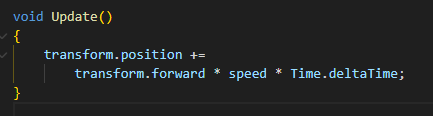 void Update()
{
    transform.position +=
        transform.forward * speed * Time.deltaTime;
}